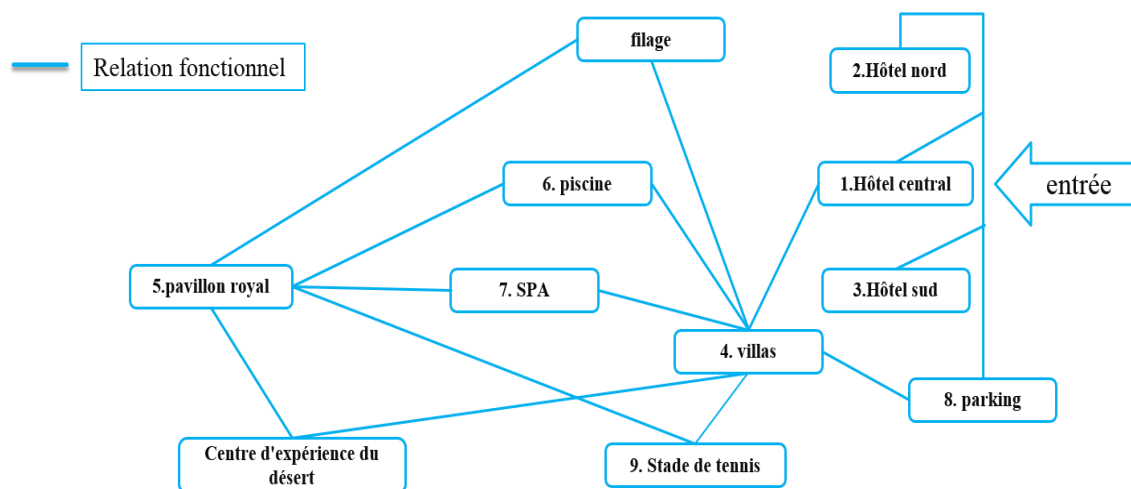 filage
Relation fonctionnel
2.Hôtel nord
6. piscine
1.Hôtel central
entrée
5.pavillon royal
7. SPA
3.Hôtel sud
4. villas
8. parking
Centre d'expérience du
désert
9. Stade de tennis